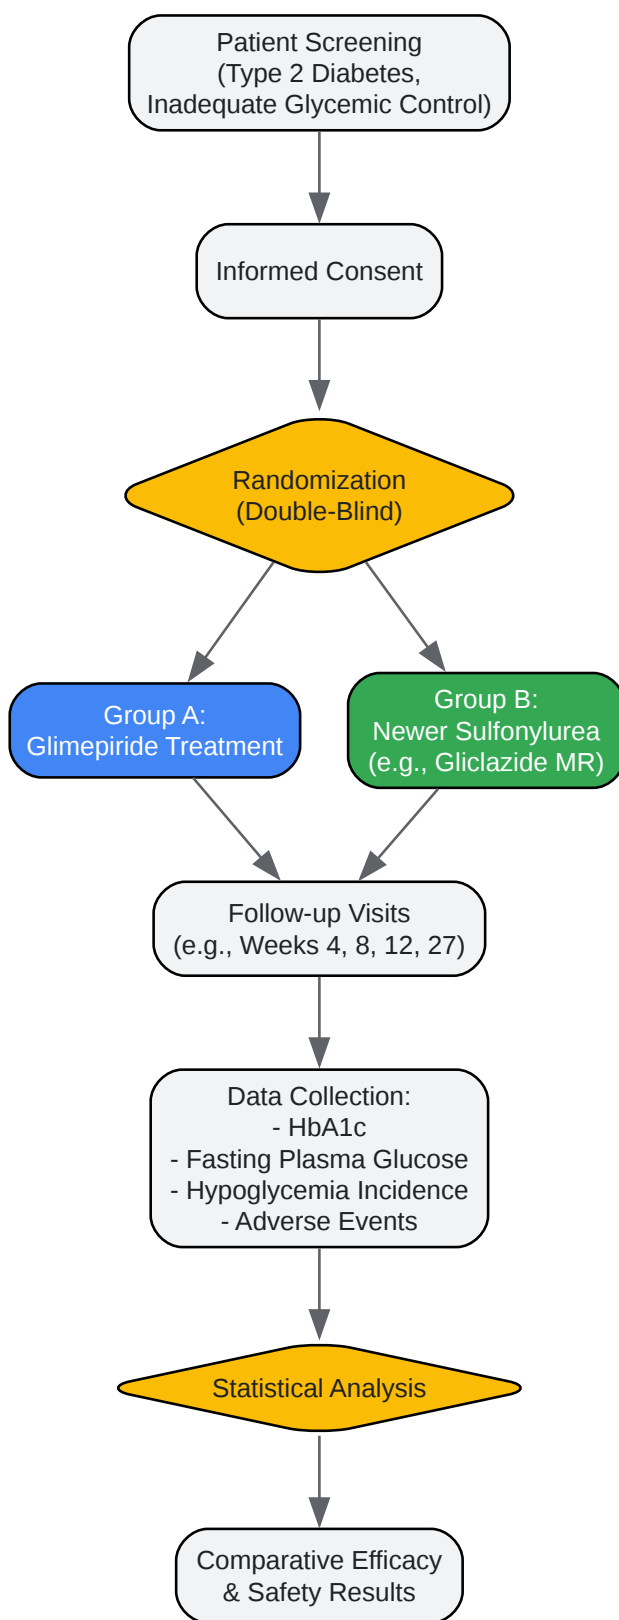 Patient Screening
(Type 2 Diabetes,
Inadequate Glycemic Control)
Informed Consent
Randomization
(Double-Blind)
Group A:
Glimepiride Treatment
Group B:
Newer Sulfonylurea
(e.g., Gliclazide MR)
Follow-up Visits
(e.g., Weeks 4, 8, 12, 27)
Data Collection:
- HbA1c
- Fasting Plasma Glucose
- Hypoglycemia Incidence
- Adverse Events
Statistical Analysis
Comparative Efficacy
& Safety Results